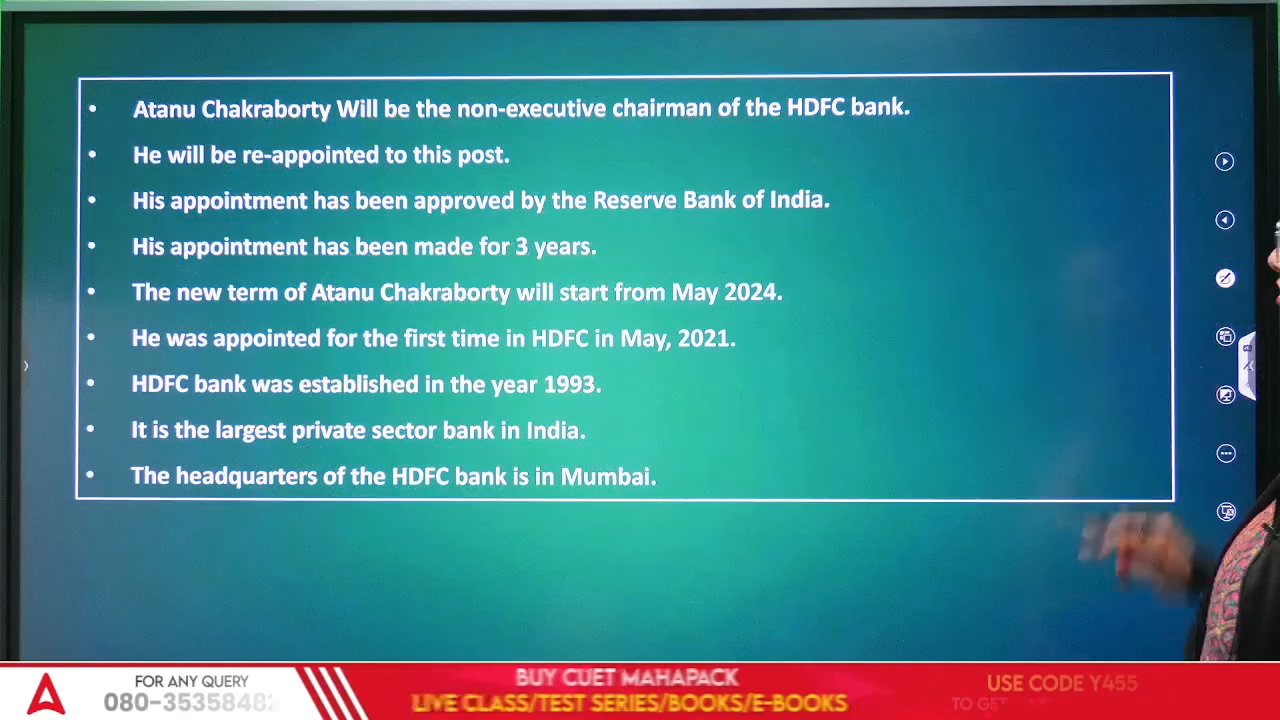 • Atanu Chakraborty Will be the non-executive chairman of the HDFC bank.
• He will be re-appointed to this post.
• His appointment has been approved by the Reserve Bank of India.
• His appointment has been made for 3 years.
• The new term of Atanu Chakraborty will start from May 2024.
• He was appointed for the first time in HDFC in May, 2021.
• HDFC bank was established in the year 1993.
• It is the largest private sector bank in India.
• The headquarters of the HDFC bank is in Mumbai.
FOR ANY QUERY
BUY CUET MAHAPACK
LIVE CLASS/TEST SERIES/BOOKS/E-BOOKS
USE CODE Y455
TO GET